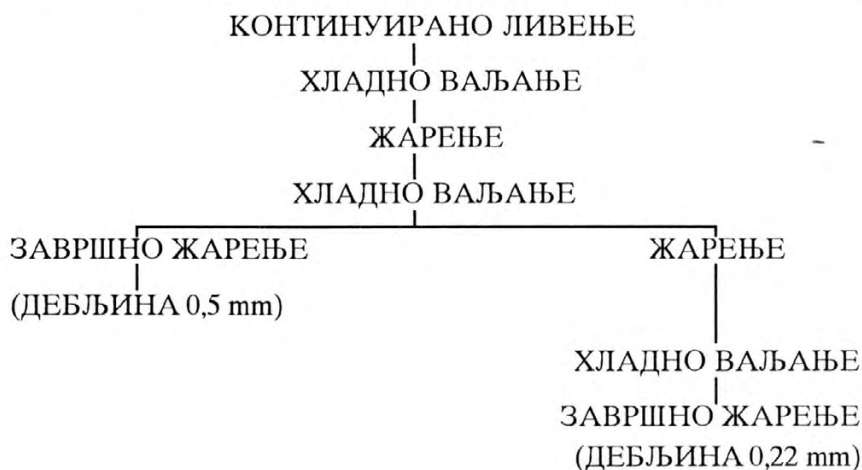 КОНТИНУИРАНО ЛИВЕЊЕ
ХЛАДНО ВАЉАЊЕ
ЖАРЕЊЕ
ХЛАДНО ВАЉАЊЕ
ЗАВРШНО ЖАРЕЊЕ
(ДЕБЉИНА 0,5 mm)
ЖАРЕЊЕ
ХЛАДНО ВАЉАЊЕ
ЗАВРШНО ЖАРЕЊЕ
(ДЕБЉИНА 0,22 mm)